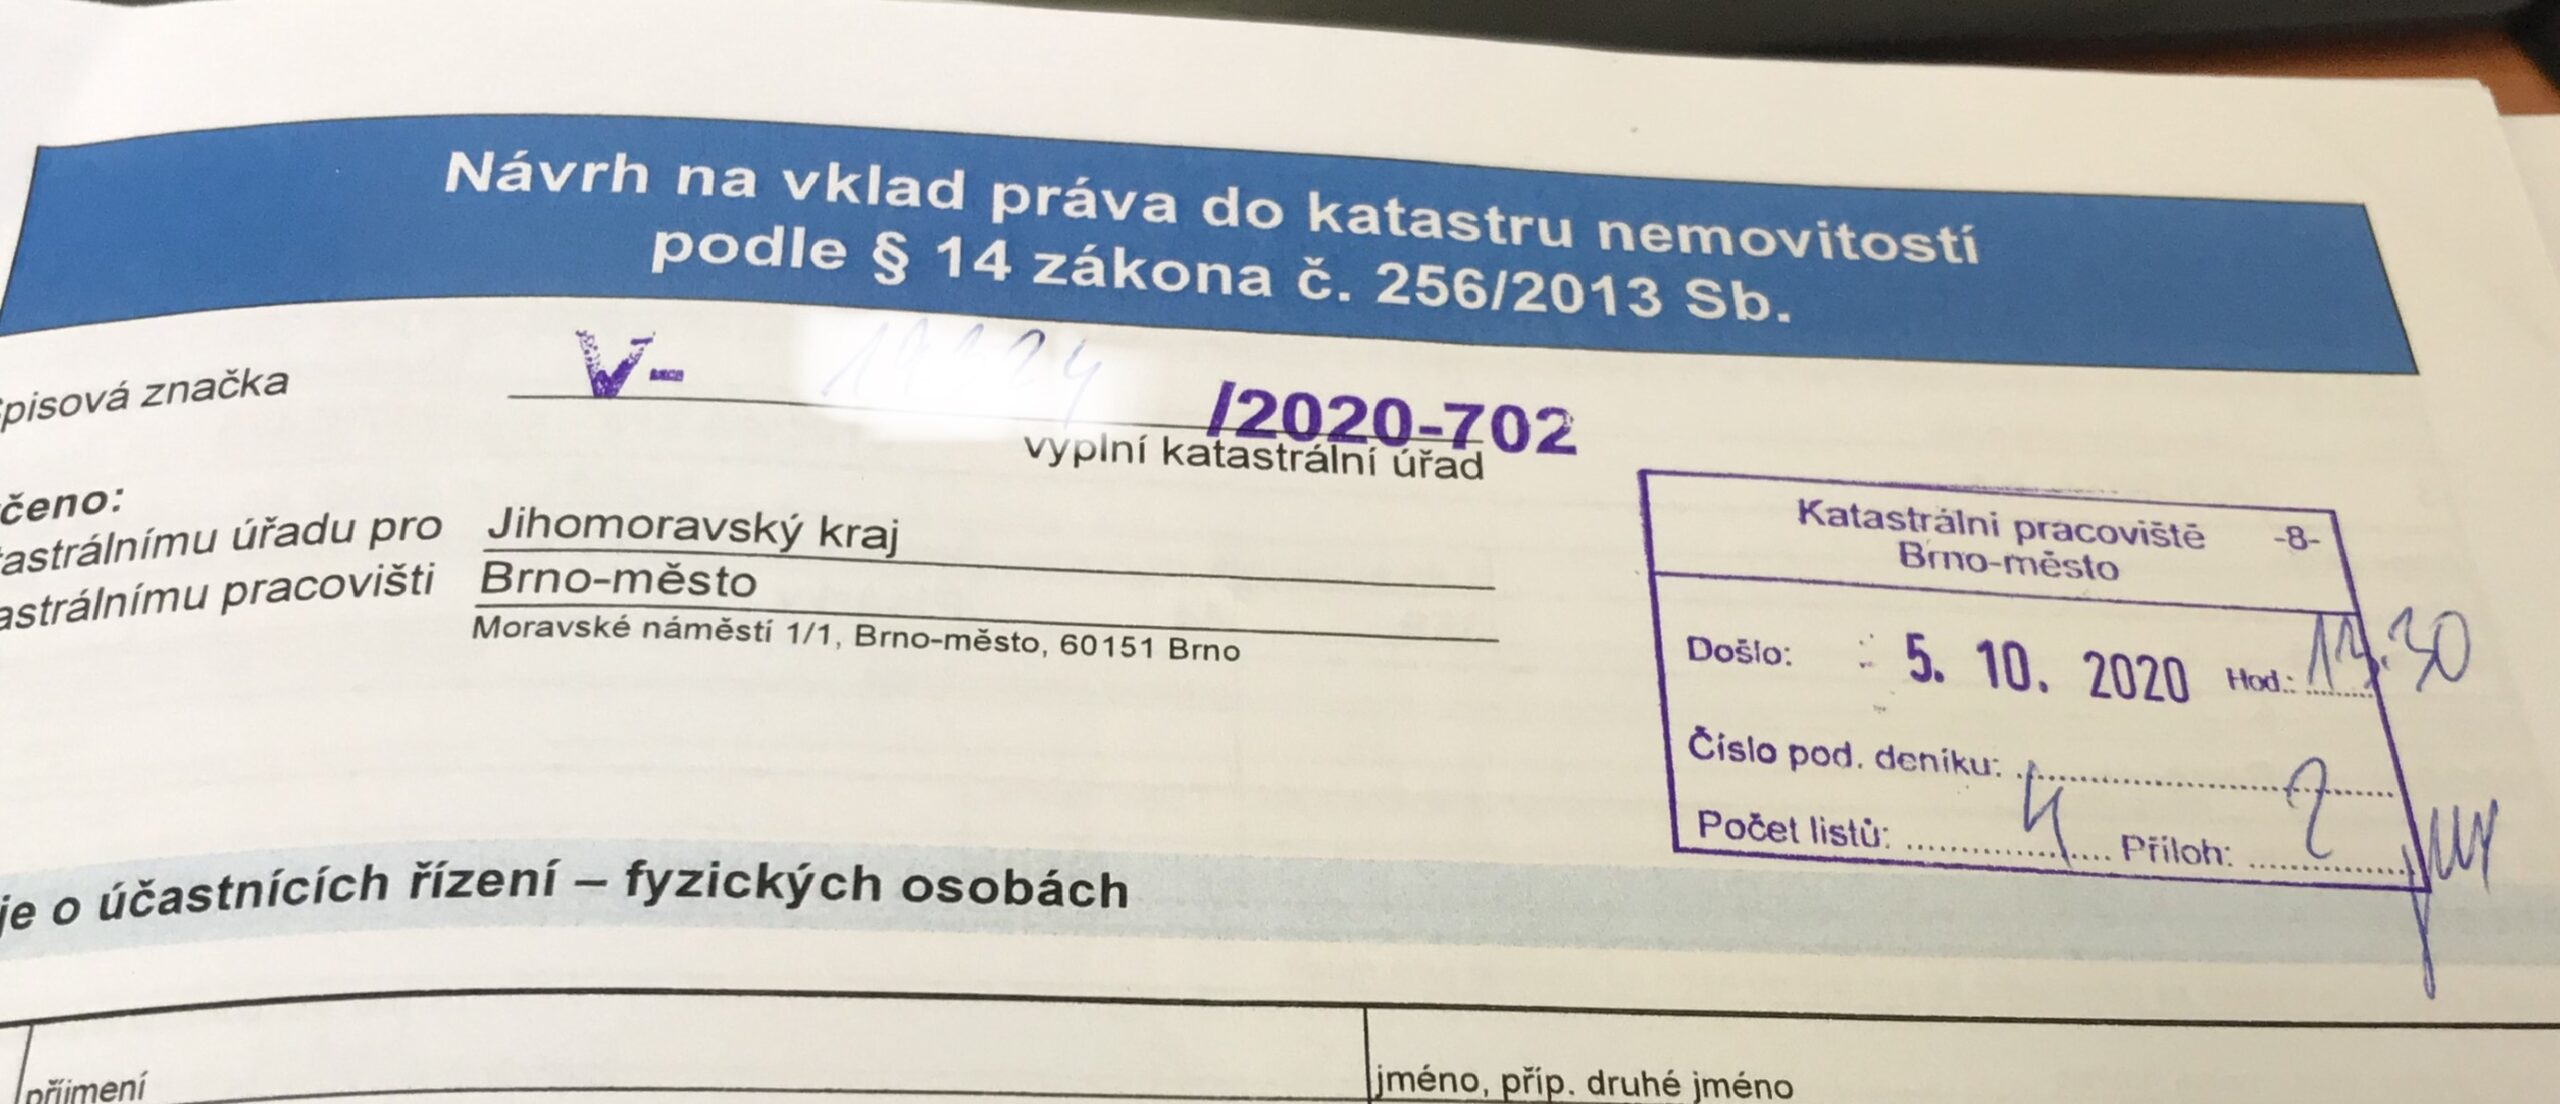 Návrh na vklad práva do katastru nemovitostí
podle § 14 zákona č. 256/2013 Sb.
pisová značka V- /2020-702
vyplní katastrální úřad
čeno:
astrálnímu úřadu pro Jihomoravský kraj
astrálnímu pracovišti Brno-město
Moravské náměstí 1/1, Brno-město, 60151 Brno
Katastrální pracoviště -8-
Brno-město
Došlo: 5. 10. 2020 Hod.:
Číslo pod. deníku:
Počet listů: 4 Příloh: 2
je o účastnících řízení – fyzických osobách
příjmení jméno, příp. druhé jméno